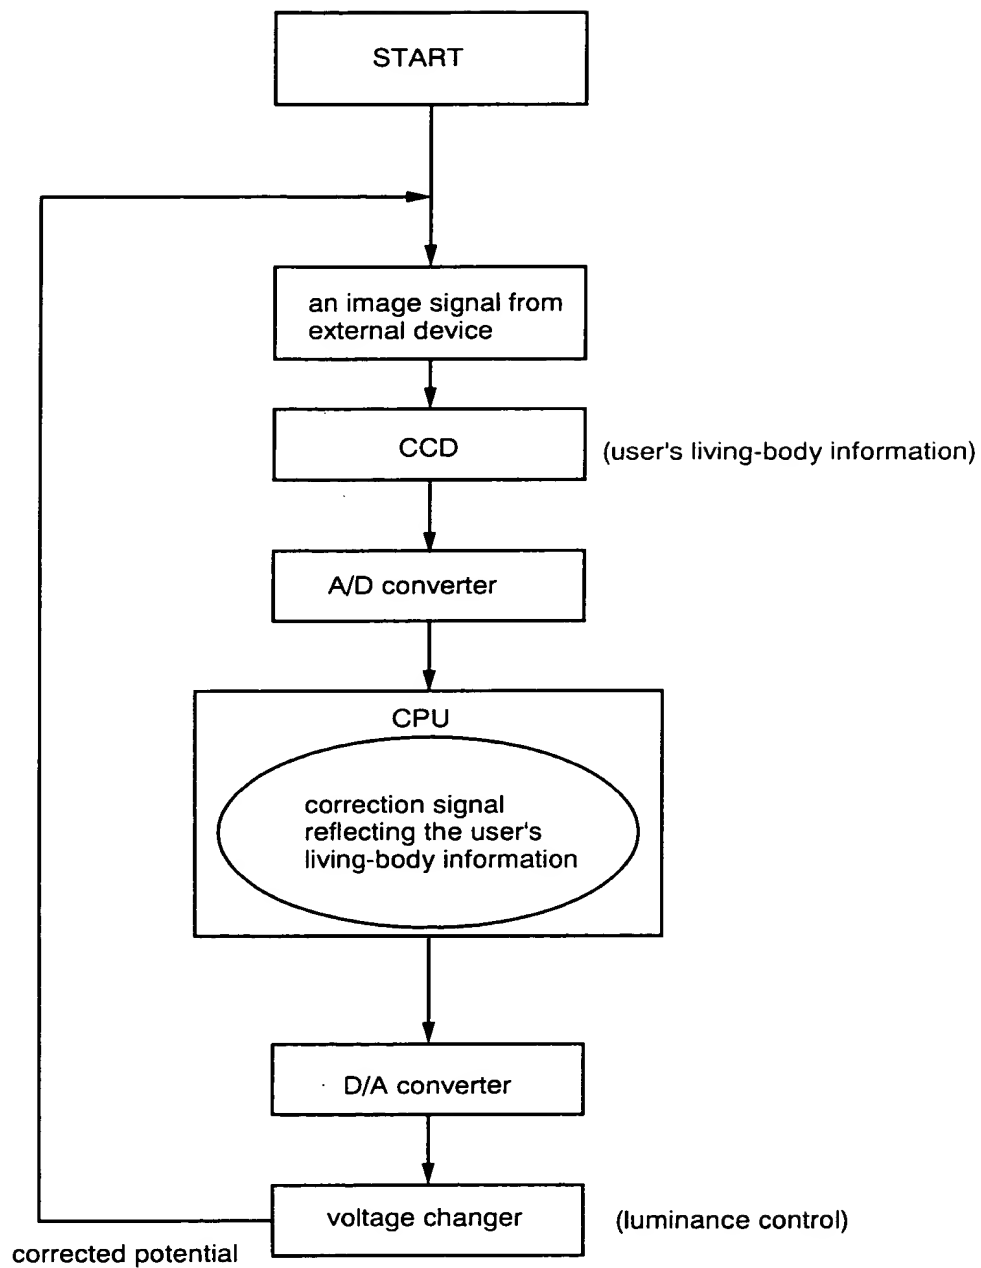 START
an image signal from
external device
CCD
(user's living-body information)
A/D converter
CPU
correction signal
reflecting the user's
living-body information
D/A converter
voltage changer
(luminance control)
corrected potential